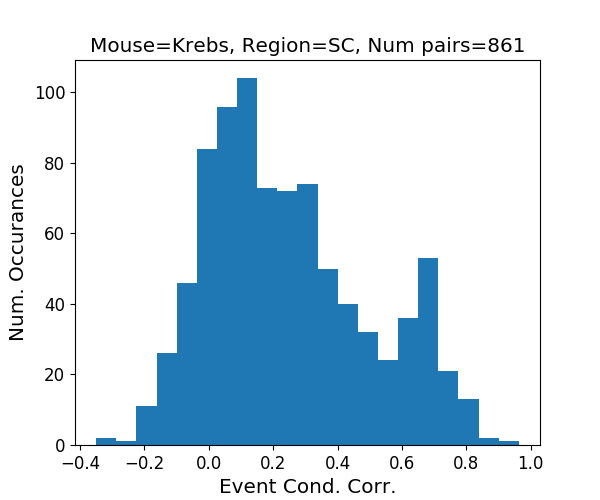 Mouse=Krebs, Region=SC, Num pairs=861
Num. Occurances
100
80
60
40
20
0
−0.4 −0.2 0.0 0.2 0.4 0.6 0.8 1.0
Event Cond. Corr.